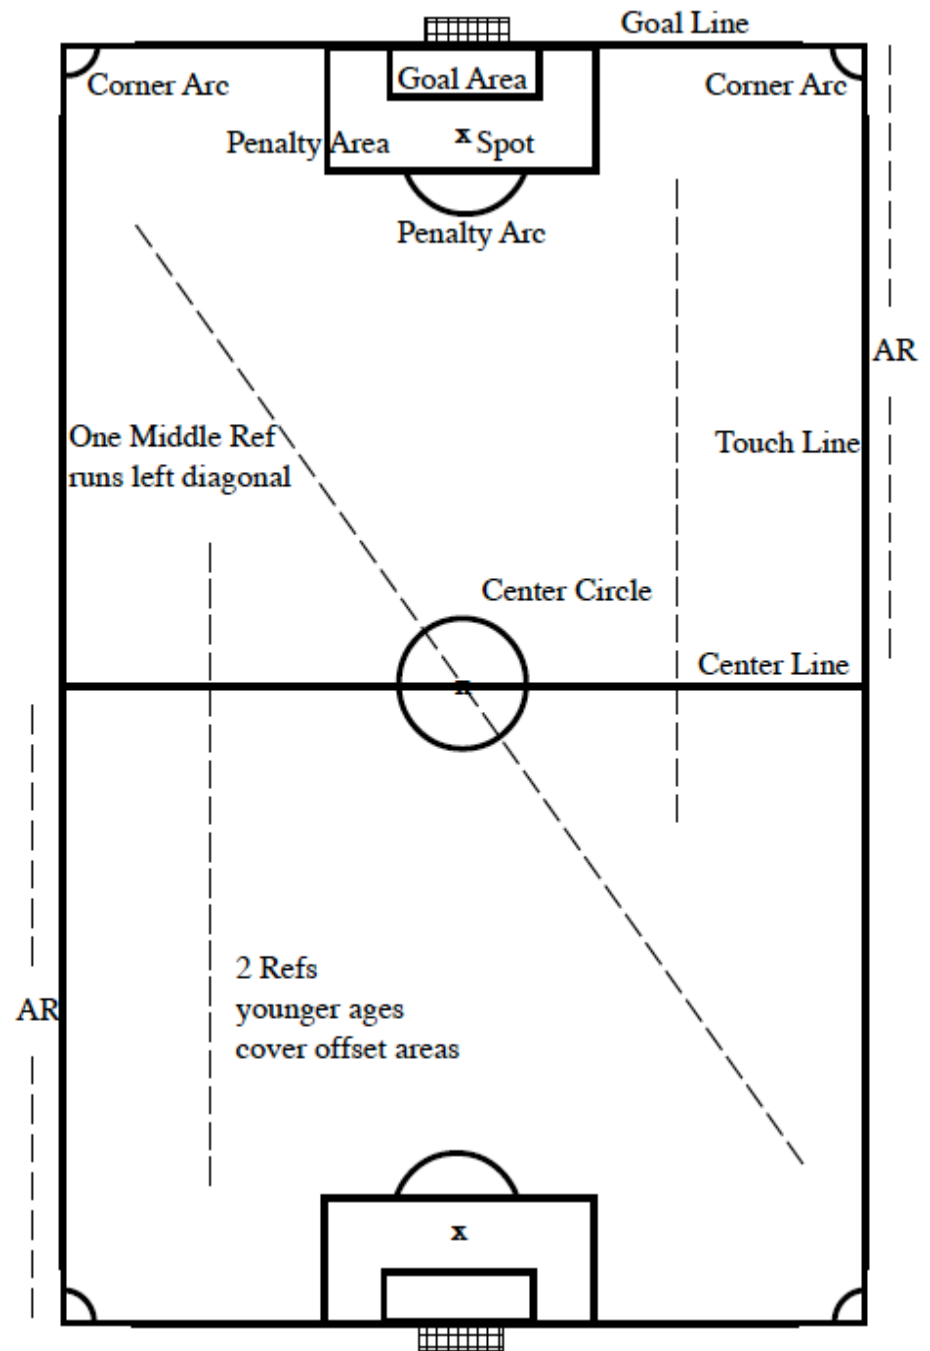 Goal Line
Corner Arc
Goal Area
Corner Arc
Penalty Area
x Spot
Penalty Arc
AR
One Middle Ref
runs left diagonal
Touch Line
Center Circle
Center Line
x
2 Refs
younger ages
cover offset areas
AR
x